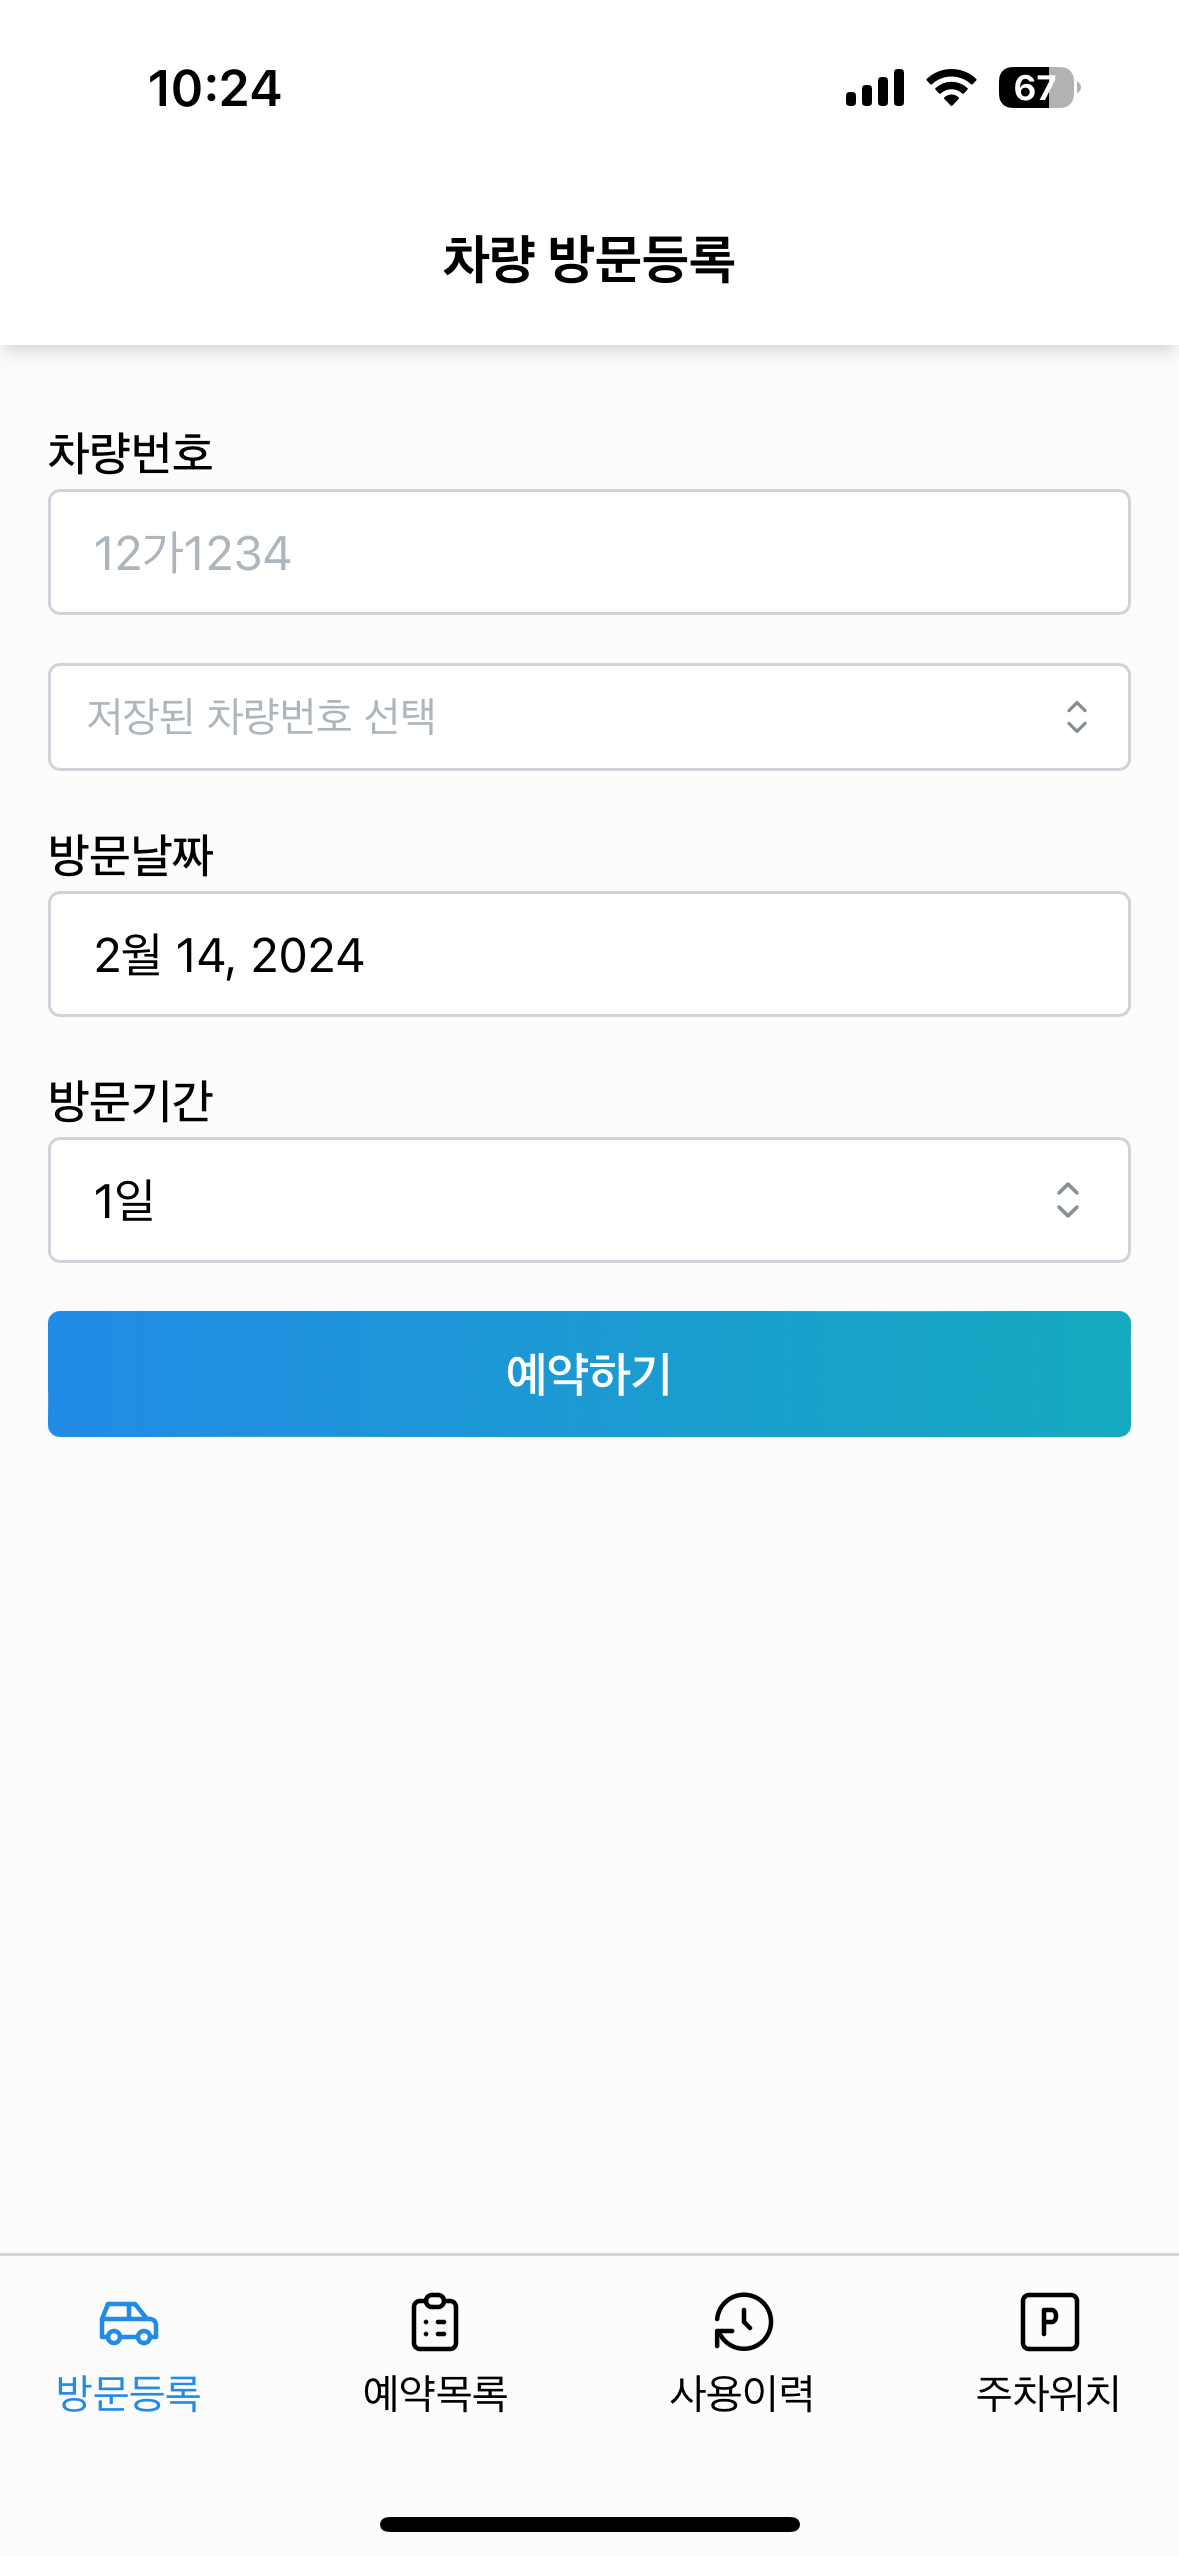 10:24
67
차량 방문등록
차량번호
12가1234
저장된 차량번호 선택
방문날짜
2월 14, 2024
방문기간
1일
예약하기
P
방문등록 예약목록 사용이력 주차위치